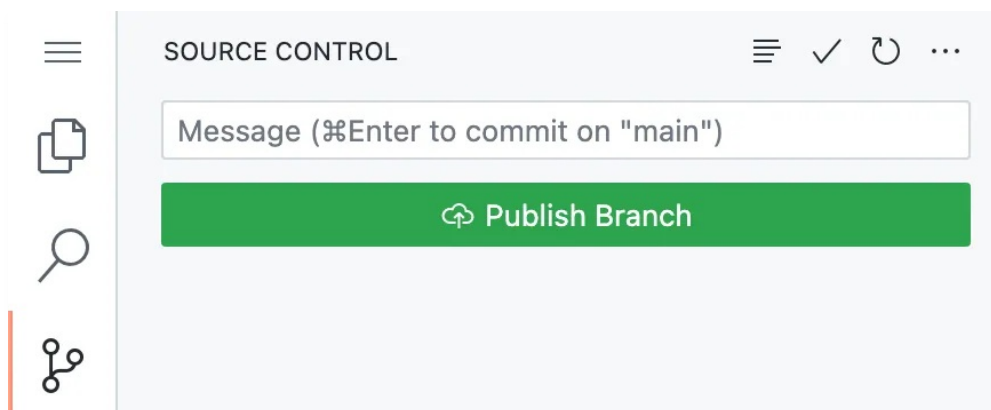 SOURCE CONTROL
Message (⌘Enter to commit on "main")
Publish Branch